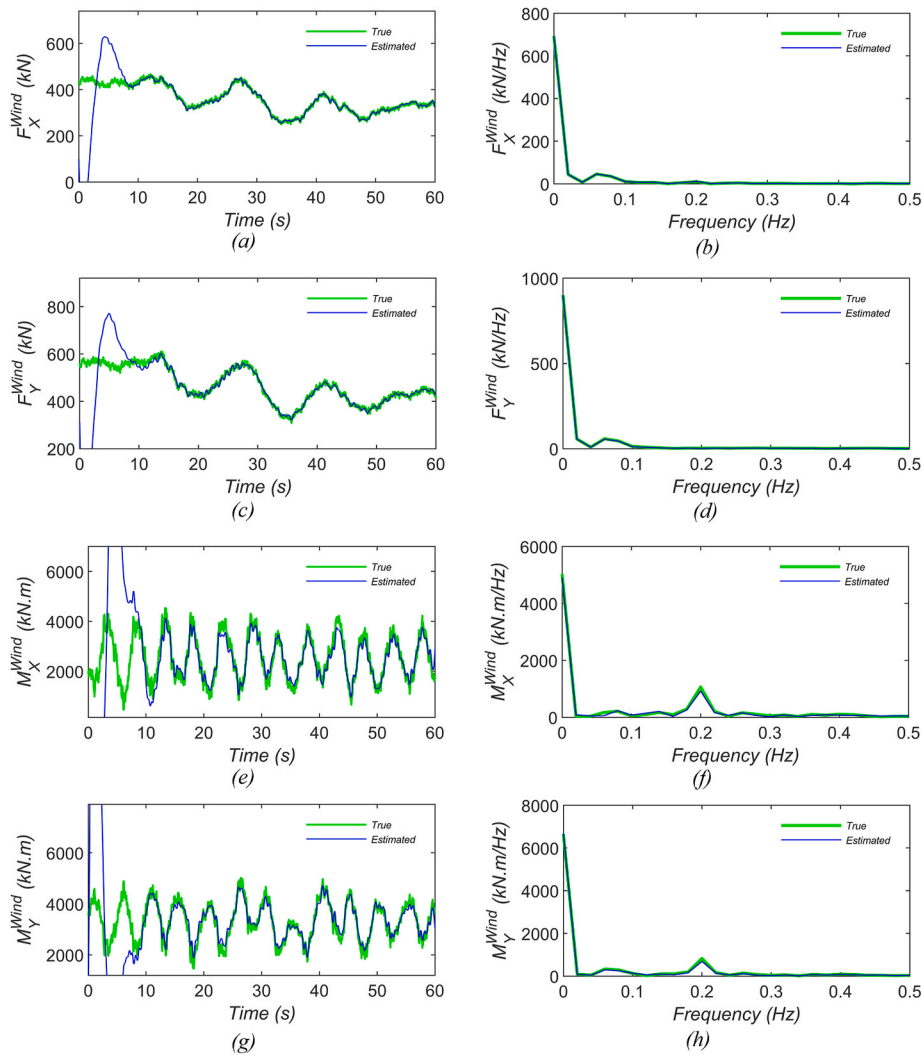 F_X^Wind (kN)
600
400
200
0
True
Estimated
0 10 20 30 40 50 60
Time (s)
(a)
F_X^Wind (kN/Hz)
800
600
400
200
0
True
Estimated
0 0.1 0.2 0.3 0.4 0.5
Frequency (Hz)
(b)
F_Y^Wind (kN)
800
600
400
200
True
Estimated
0 10 20 30 40 50 60
Time (s)
(c)
F_Y^Wind (kN/Hz)
1000
500
0
True
Estimated
0 0.1 0.2 0.3 0.4 0.5
Frequency (Hz)
(d)
M_X^Wind (kN.m)
6000
4000
2000
True
Estimated
0 10 20 30 40 50 60
Time (s)
(e)
M_X^Wind (kN.m/Hz)
6000
4000
2000
0
True
Estimated
0 0.1 0.2 0.3 0.4 0.5
Frequency (Hz)
(f)
M_Y^Wind (kN.m)
6000
4000
2000
True
Estimated
0 10 20 30 40 50 60
Time (s)
(g)
M_Y^Wind (kN.m/Hz)
8000
6000
4000
2000
0
True
Estimated
0 0.1 0.2 0.3 0.4 0.5
Frequency (Hz)
(h)